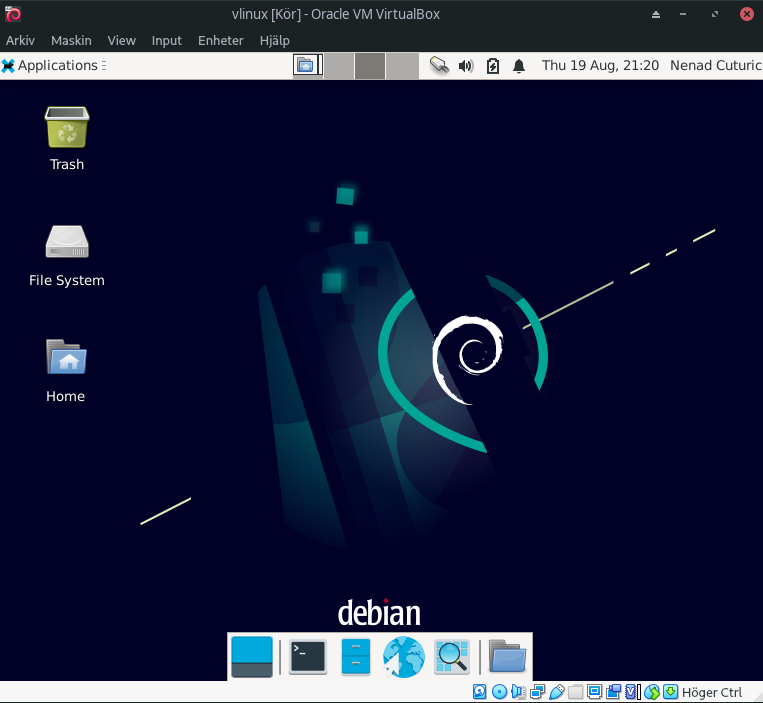 vlinux [Kör] - Oracle VM VirtualBox
Arkiv Maskin View Input Enheter Hjälp
Applications Thu 19 Aug, 21:20 Nenad Cuturic
Trash
File System
Home
debian
>_
Höger Ctrl